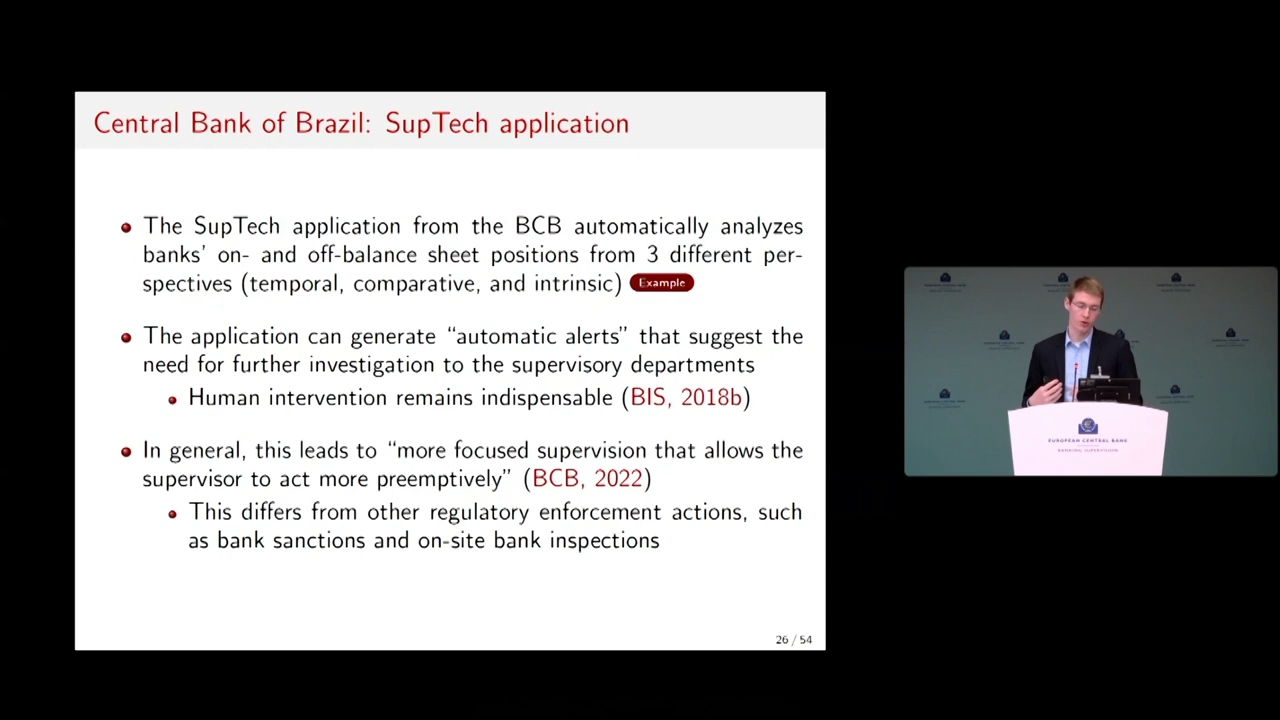 Central Bank of Brazil: SupTech application
The SupTech application from the BCB automatically analyzes
banks' on- and off-balance sheet positions from 3 different per-
spectives (temporal, comparative, and intrinsic) Example
The application can generate “automatic alerts” that suggest the
need for further investigation to the supervisory departments
Human intervention remains indispensable (BIS, 2018b)
In general, this leads to “more focused supervision that allows the
supervisor to act more preemptively” (BCB, 2022)
This differs from other regulatory enforcement actions, such
as bank sanctions and on-site bank inspections
26 / 54
EUROPEAN CENTRAL BANK
BANKING SUPERVISION